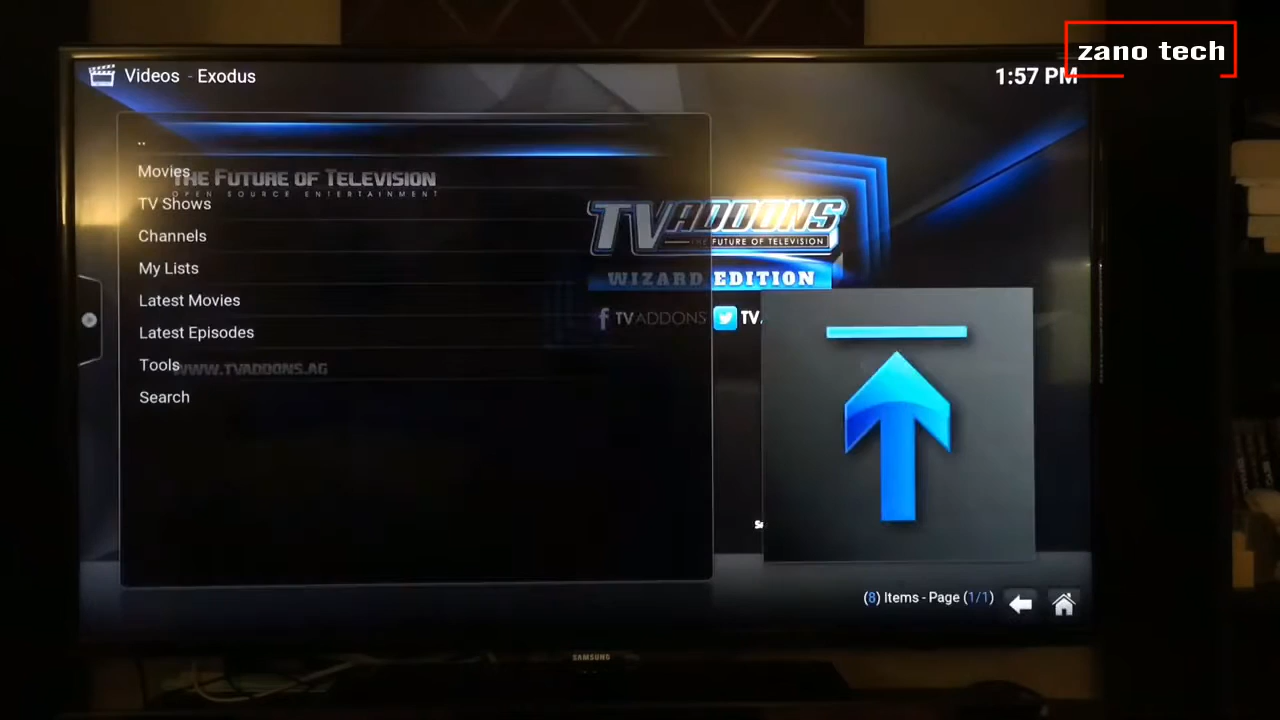 zano tech
Videos - Exodus
1:57 PM
..
Movies
THE FUTURE OF TELEVISION
OPEN SOURCE ENTERTAINMENT
TV Shows
Channels
My Lists
Latest Movies
Latest Episodes
Tools
WWW.TVADDONS.AG
Search
TVADDONS
THE FUTURE OF TELEVISION
WIZARD EDITION
f TVADDONS TV.
(8) Items - Page (1/1)
SAMSUNG